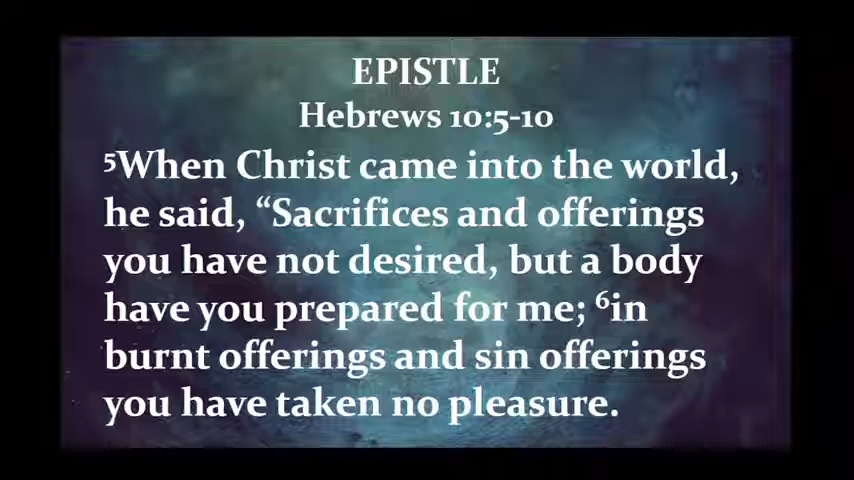 EPISTLE
Hebrews 10:5-10
⁵When Christ came into the world,
he said, “Sacrifices and offerings
you have not desired, but a body
have you prepared for me; ⁶in
burnt offerings and sin offerings
you have taken no pleasure.